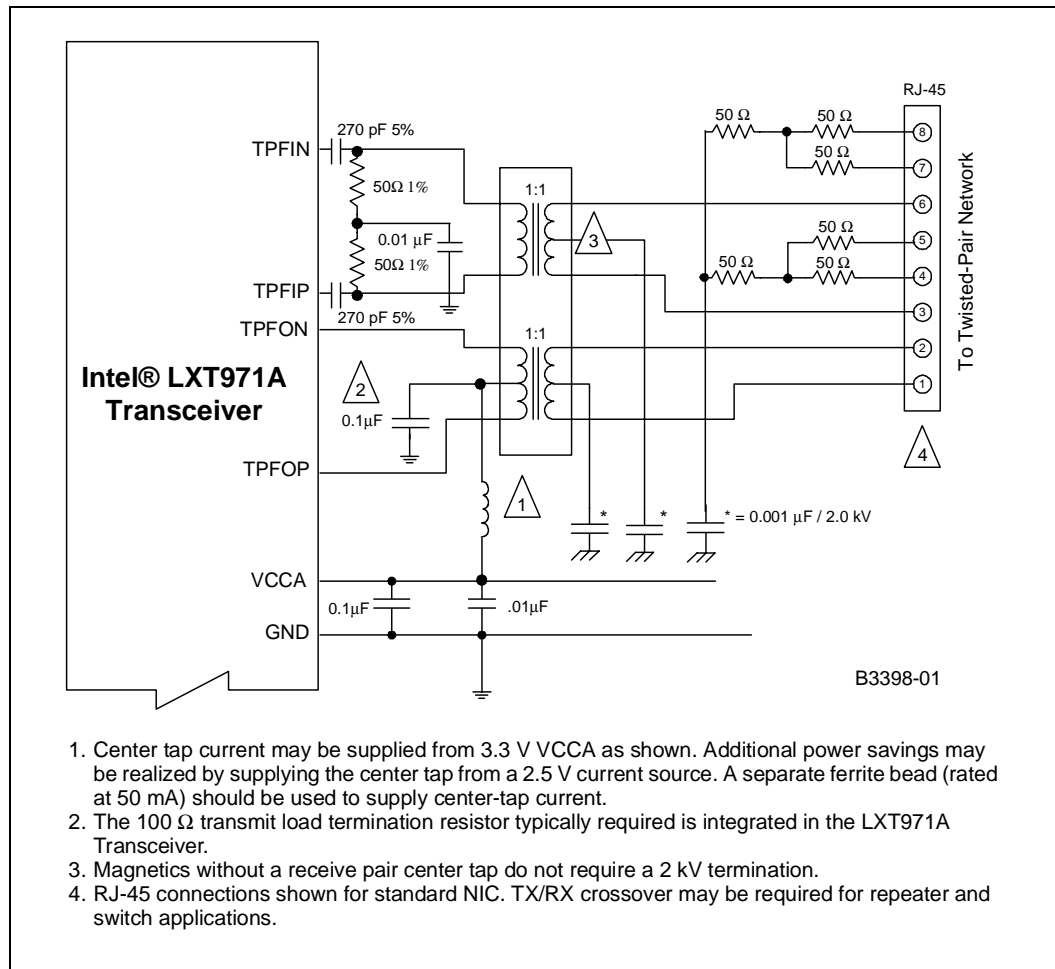 RJ-45
50 Ω
50 Ω
8
270 pF 5%
TPFIN
50 Ω
7
50Ω 1%
1:1
6
3
50 Ω
5
0.01 µF
50 Ω
50 Ω
4
50Ω 1%
TPFIP
270 pF 5%
3
TPFON
1:1
2
To Twisted-Pair Network
Intel® LXT971A
Transceiver
2
1
0.1µF
4
TPFOP
1
*
*
* = 0.001 µF / 2.0 kV
VCCA
0.1µF
.01µF
GND
B3398-01
1. Center tap current may be supplied from 3.3 V VCCA as shown. Additional power savings may
be realized by supplying the center tap from a 2.5 V current source. A separate ferrite bead (rated
at 50 mA) should be used to supply center-tap current.
2. The 100 Ω transmit load termination resistor typically required is integrated in the LXT971A
Transceiver.
3. Magnetics without a receive pair center tap do not require a 2 kV termination.
4. RJ-45 connections shown for standard NIC. TX/RX crossover may be required for repeater and
switch applications.